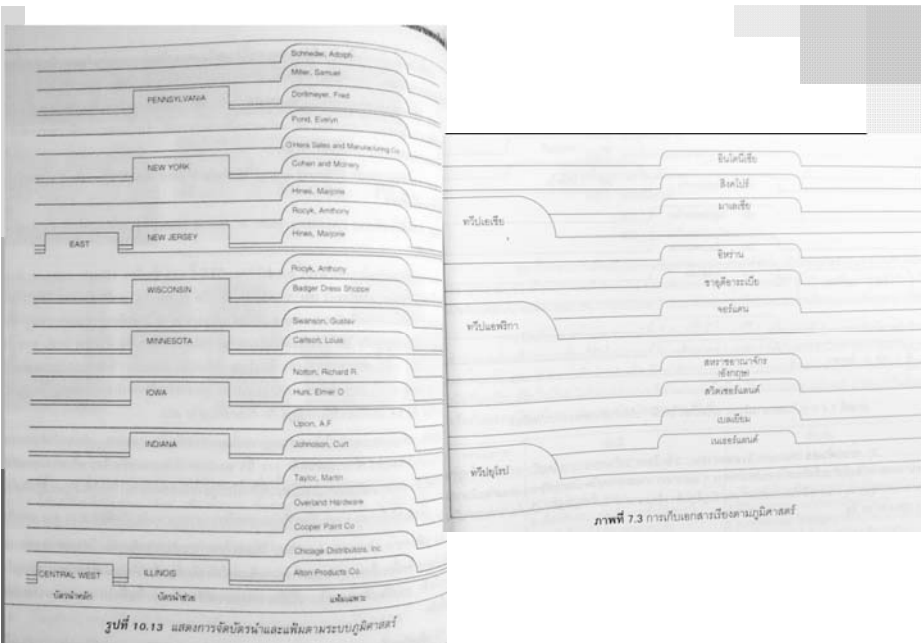 Schrieder, Adolph
Miller, Samuel
PENNSYLVANIA
Dortmeyer, Fred
Pond, Evelyn
O'Hera Sales and Manufacturing Co.
NEW YORK
Cohen and Monary
Hines, Marjorie
Rocyk, Amthony
EAST
NEW JERSEY
Hines, Marjorie
Rocyk, Anthony
WISCONSIN
Badger Dress Shoppe
Swanson, Gustav
MINNESOTA
Carlson, Louis
Notton, Richard R.
IOWA
Hunt, Elmer O
Upon, A.F
INDIANA
Johnoson, Curt
Taylor, Martin
Overland Hardware
Cooper Paint Co
Chicage Distributors, Inc.
CENTRAL WEST
ILLINOIS
Alton Products Co.
บัตรนำหลัก
บัตรนำช่วย
แฟ้มเฉพาะ
รูปที่ 10.13 แสดงการจัดบัตรนำและแฟ้มตามระบบภูมิศาสตร์
อินโดนีเซีย
สิงคโปร์
มาเลเซีย
ทวีปเอเชีย
อิหร่าน
ซาอุดีอาระเบีย
จอร์แดน
ทวีปแอฟริกา
สหราชอาณาจักร
(อังกฤษ)
สวิตเซอร์แลนด์
เบลเยียม
เนเธอร์แลนด์
ทวีปยุโรป
ภาพที่ 7.3 การเก็บเอกสารเรียงตามภูมิศาสตร์